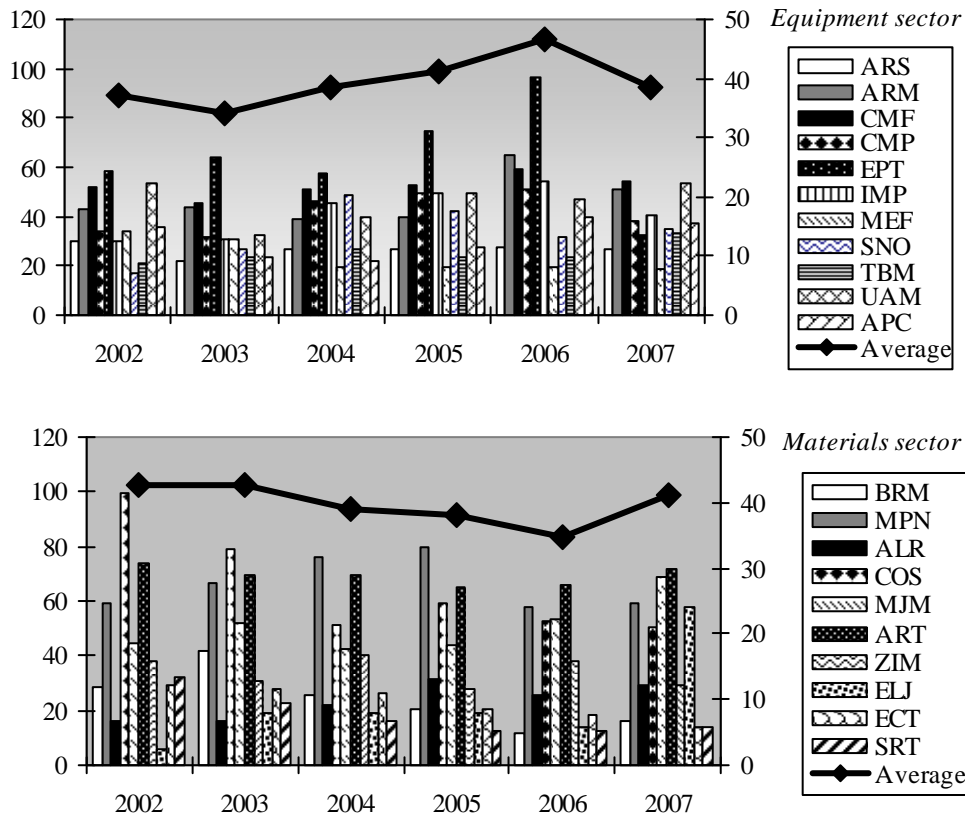 Equipment sector
120
100
80
60
40
20
0
50
40
30
20
10
0
2002 2003 2004 2005 2006 2007
ARS
ARM
CMF
CMP
EPT
IMP
MEF
SNO
TBM
UAM
APC
Average
Materials sector
120
100
80
60
40
20
0
50
40
30
20
10
0
2002 2003 2004 2005 2006 2007
BRM
MPN
ALR
COS
MJM
ART
ZIM
ELJ
ECT
SRT
Average